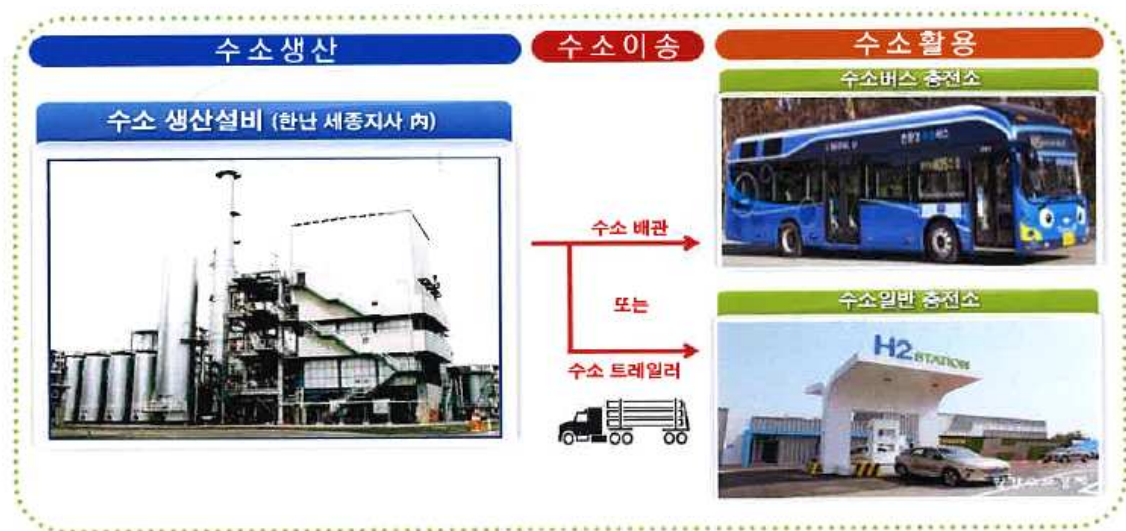 수소생산
수소이송
수소활용
수소 생산설비 (한난 세종지사 內)
수소 배관
또는
수소 트레일러
수소버스 충전소
수소일반 충전소
H2 STATION